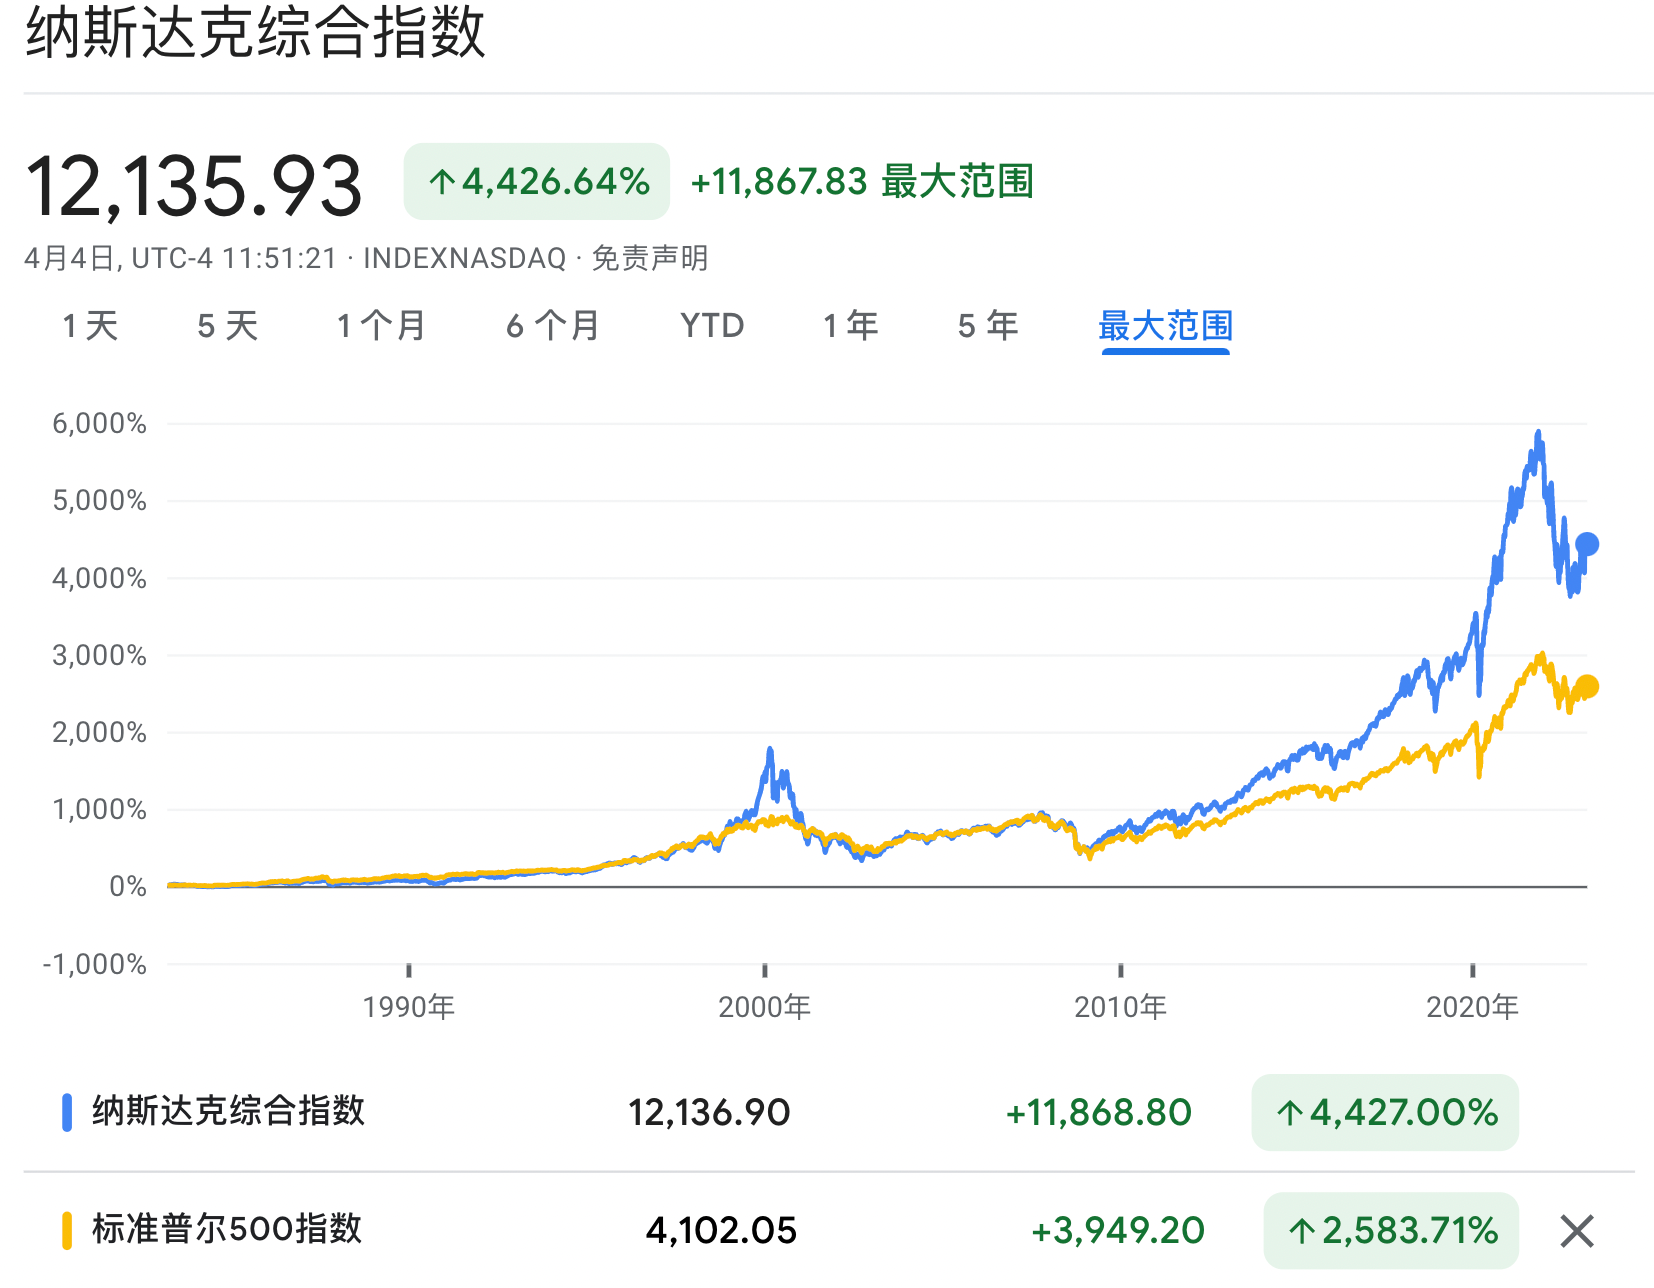 纳斯达克综合指数
12,135.93 ↑4,426.64% +11,867.83 最大范围
4月4日, UTC-4 11:51:21 · INDEXNASDAQ · 免责声明
1 天 5 天 1 个月 6 个月 YTD 1 年 5 年 最大范围
6,000%
5,000%
4,000%
3,000%
2,000%
1,000%
0%
-1,000%
1990年 2000年 2010年 2020年
纳斯达克综合指数 12,136.90 +11,868.80 ↑4,427.00%
标准普尔500指数 4,102.05 +3,949.20 ↑2,583.71%